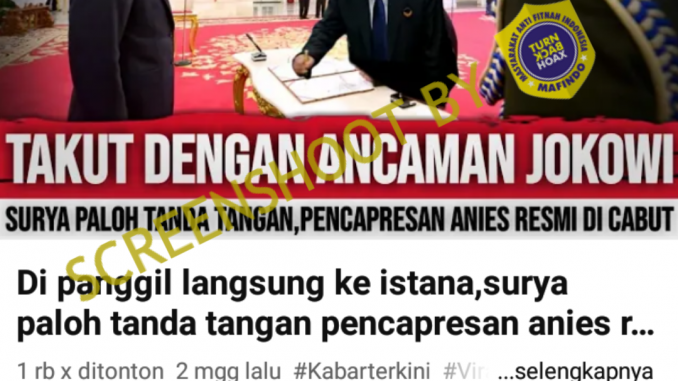 MASYARAKAT ANTI FITNAH INDONESIA
TURN
BACK
HOAX
MAFINDO
TAKUT DENGAN ANCAMAN JOKOWI
SURYA PALOH TANDA TANGAN,PENCAPRESAN ANIES RESMI DI CABUT
SCREENSHOOT BY
Di panggil langsung ke istana,surya
paloh tanda tangan pencapresan anies r...
1 rb x ditonton 2 mgg lalu #Kabarterkini #Vir ...selengkapnya